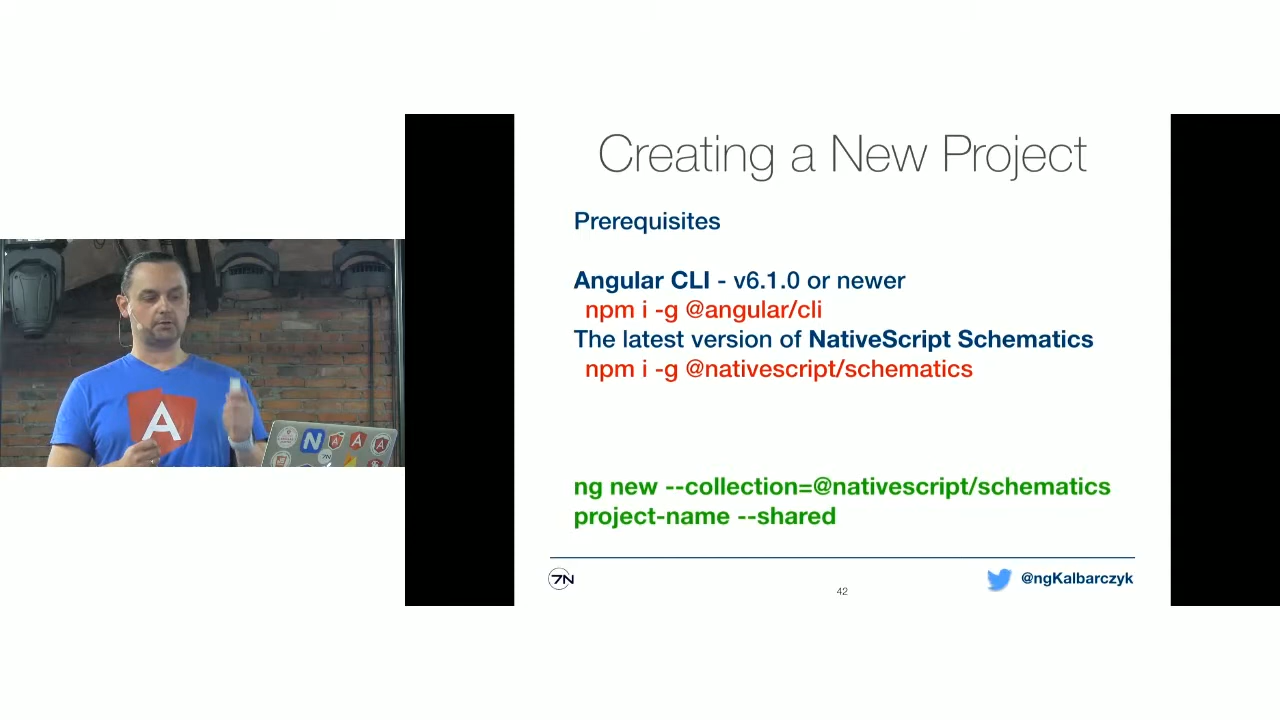 Creating a New Project
Prerequisites
Angular CLI - v6.1.0 or newer
npm i -g @angular/cli
The latest version of NativeScript Schematics
npm i -g @nativescript/schematics
ng new --collection=@nativescript/schematics
project-name --shared
7N
42
@ngKalbarczyk
A
N
7N